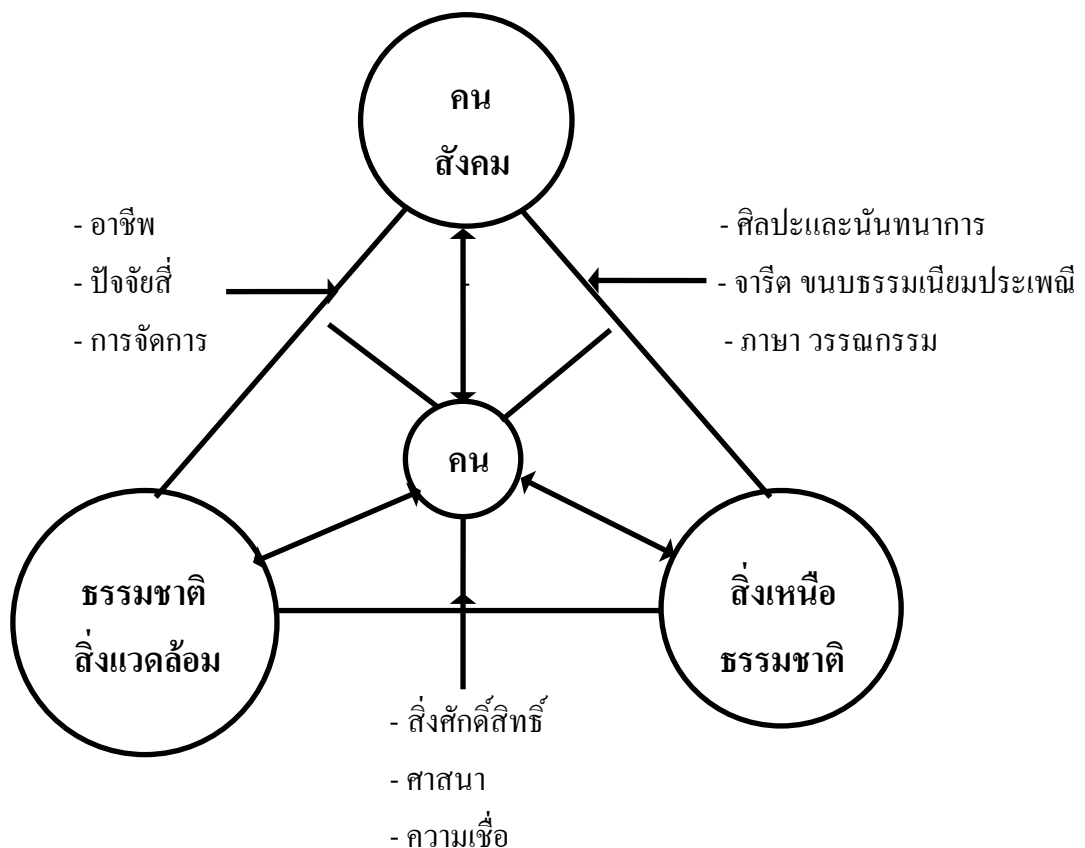 คน
สังคม
- อาชีพ
- ปัจจัยสี่
- การจัดการ
- ศิลปะและนันทนาการ
- จารีต ขนบธรรมเนียมประเพณี
- ภาษา วรรณกรรม
-
คน
ธรรมชาติ
สิ่งแวดล้อม
สิ่งเหนือ
ธรรมชาติ
- สิ่งศักดิ์สิทธิ์
- ศาสนา
- ความเชื่อ